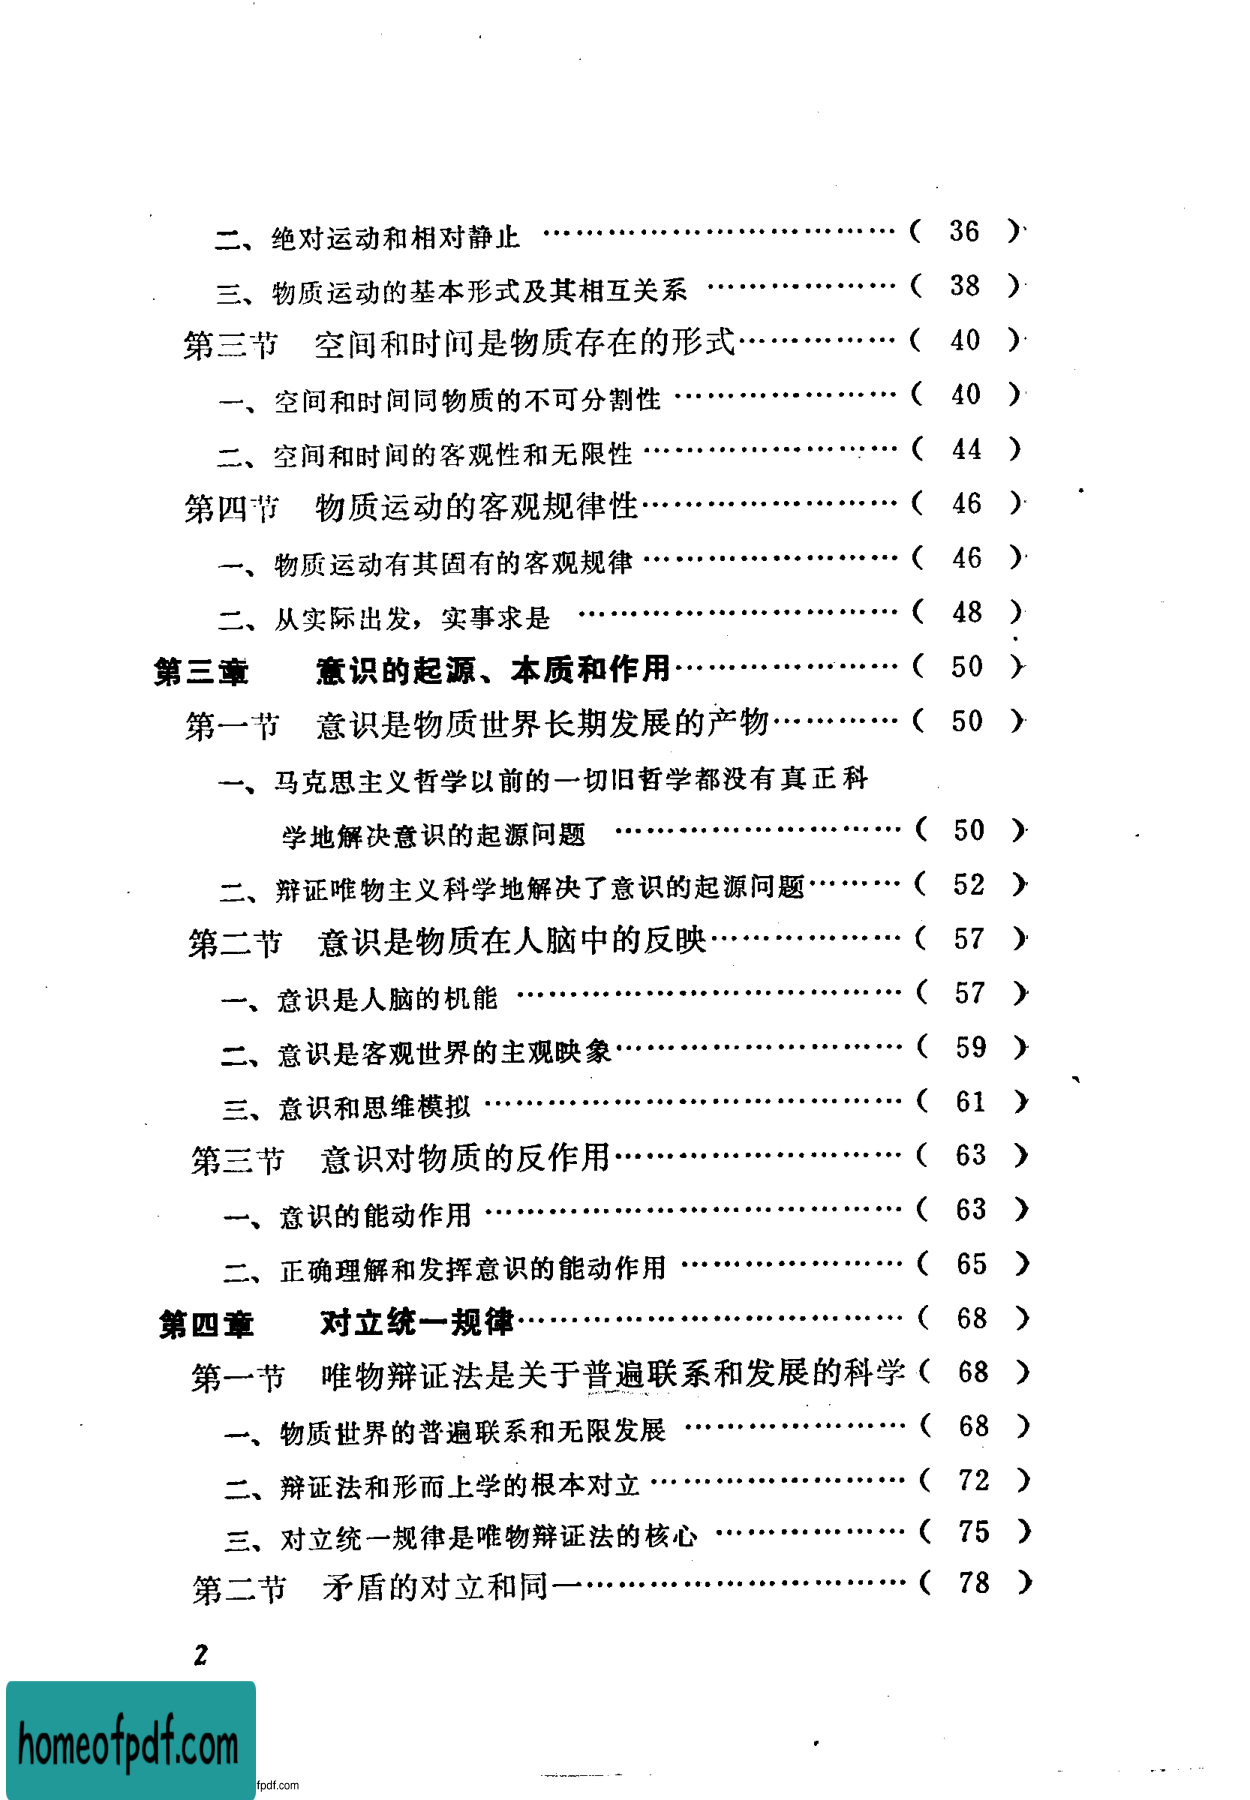 二、绝对运动和相对静止 ……………………………( 36 )
三、物质运动的基本形式及其相互关系 ………………( 38 )
第三节 空间和时间是物质存在的形式……………( 40 )
一、空间和时间同物质的不可分割性 …………………( 40 )
二、空间和时间的客观性和无限性 ……………………( 44 )
第四节 物质运动的客观规律性……………………( 46 )
一、物质运动有其固有的客观规律 ……………………( 46 )
二、从实际出发，实事求是 …………………………( 48 )
第三章 意识的起源、本质和作用…………………( 50 )
第一节 意识是物质世界长期发展的产物…………( 50 )
一、马克思主义哲学以前的一切旧哲学都没有真正科
学地解决意识的起源问题 ………………………( 50 )
二、辩证唯物主义科学地解决了意识的起源问题………( 52 )
第二节 意识是物质在人脑中的反映………………( 57 )
一、意识是人脑的机能 ………………………………( 57 )
二、意识是客观世界的主观映象………………………( 59 )
三、意识和思维模拟 …………………………………( 61 )
第三节 意识对物质的反作用………………………( 63 )
一、意识的能动作用 …………………………………( 63 )
二、正确理解和发挥意识的能动作用 …………………( 65 )
第四章 对立统一规律………………………………( 68 )
第一节 唯物辩证法是关于普遍联系和发展的科学( 68 )
一、物质世界的普遍联系和无限发展 …………………( 68 )
二、辩证法和形而上学的根本对立 ……………………( 72 )
三、对立统一规律是唯物辩证法的核心 ………………( 75 )
第二节 矛盾的对立和同一…………………………( 78 )
2
homeofpdf.com
fpdf.com